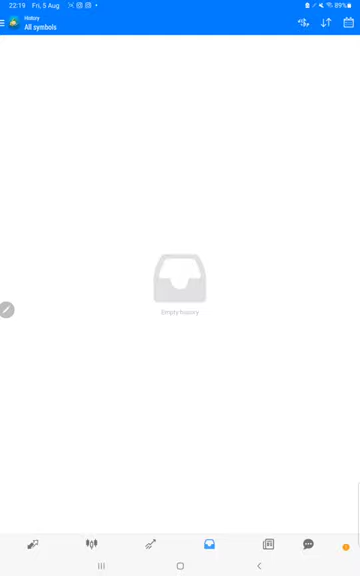 22:19 Fri, 5 Aug
89%
History
All symbols
Empty history